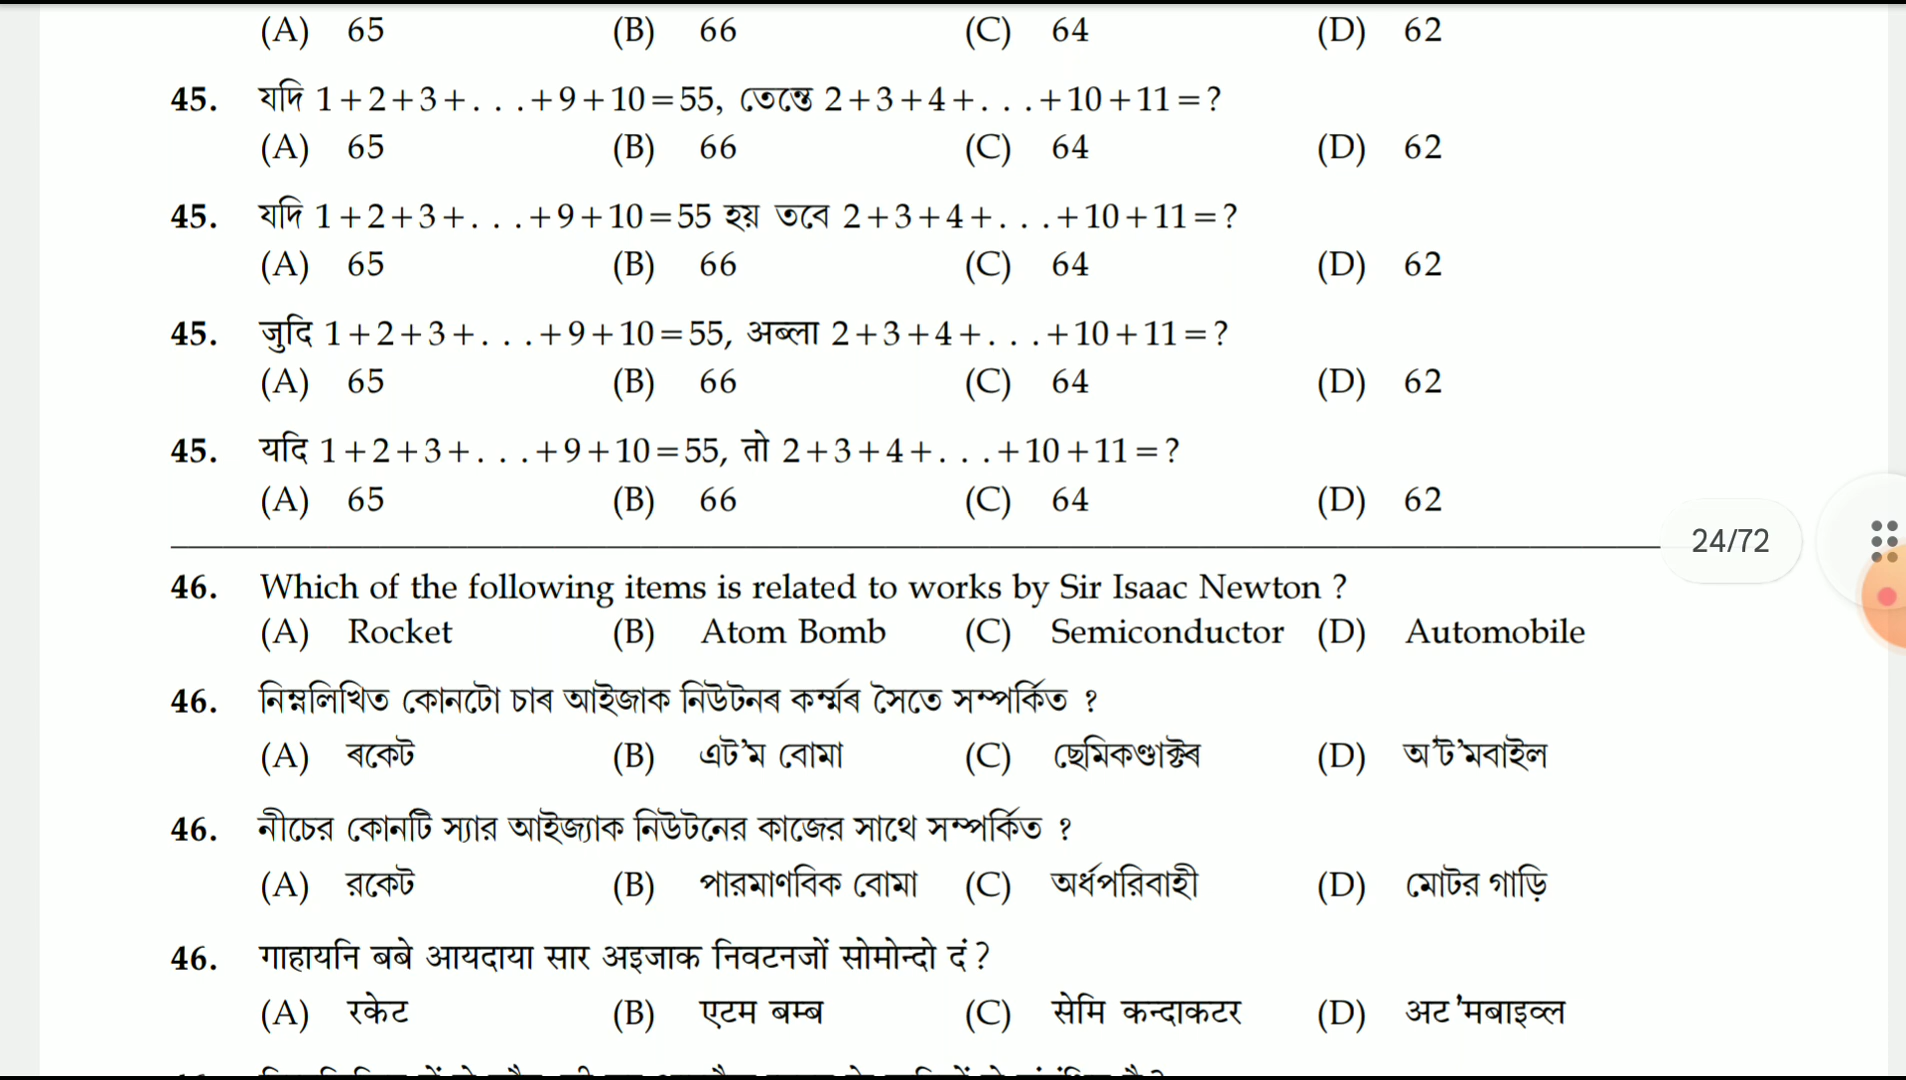 (A) 65 (B) 66 (C) 64 (D) 62
45. যদি 1+2+3+. . .+9+10=55, তেন্তে 2+3+4+. . .+10+11=?
(A) 65 (B) 66 (C) 64 (D) 62
45. যদি 1+2+3+. . .+9+10=55 হয় তবে 2+3+4+. . .+10+11=?
(A) 65 (B) 66 (C) 64 (D) 62
45. जुदि 1+2+3+. . .+9+10=55, अब्ला 2+3+4+. . .+10+11=?
(A) 65 (B) 66 (C) 64 (D) 62
45. यदि 1+2+3+. . .+9+10=55, तो 2+3+4+. . .+10+11=?
(A) 65 (B) 66 (C) 64 (D) 62
24/72
46. Which of the following items is related to works by Sir Isaac Newton ?
(A) Rocket (B) Atom Bomb (C) Semiconductor (D) Automobile
46. নিম্নলিখিত কোনটো চাৰ আইজাক নিউটনৰ কৰ্ম্মৰ সৈতে সম্পৰ্কিত ?
(A) ৰকেট (B) এট’ম বোমা (C) ছেমিকণ্ডাক্টৰ (D) অ’ট’মবাইল
46. নীচের কোনটি স্যার আইজ্যাক নিউটনের কাজের সাথে সম্পর্কিত ?
(A) রকেট (B) পারমাণবিক বোমা (C) অর্ধপরিবাহী (D) মোটর গাড়ি
46. गाहायनि बबे आयदाया सार अइजाक निवटनजों सोमोन्दो दं ?
(A) रकेट (B) एटम बम्ब (C) सेमि कन्दाकटर (D) अट’मबाइल्ल